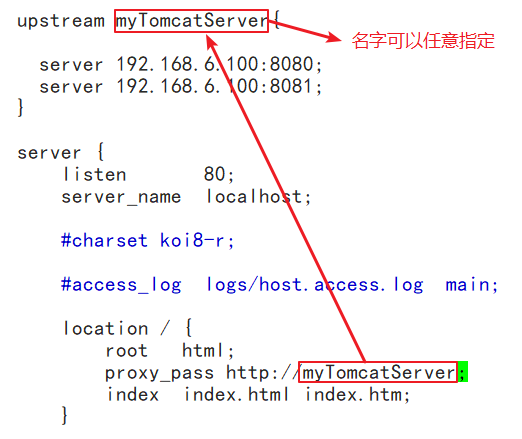 upstream myTomcatServer{
名字可以任意指定
server 192.168.6.100:8080;
server 192.168.6.100:8081;
}
server {
listen 80;
server_name localhost;
#charset koi8-r;
#access_log logs/host.access.log main;
location / {
root html;
proxy_pass http://myTomcatServer;
index index.html index.htm;
}